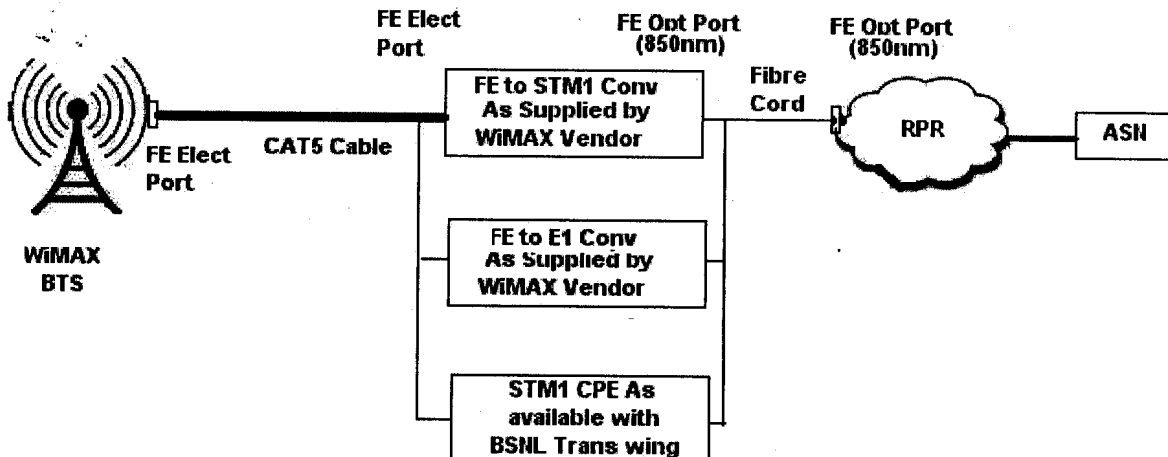 FE Elect
Port
FE Opt Port
(850nm)
FE Opt Port
(850nm)
FE to STM1 Conv
As Supplied by
WiMAX Vendor
Fibre
Cord
RPR
ASN
CAT5 Cable
FE Elect
Port
WiMAX
BTS
FE to E1 Conv
As Supplied by
WiMAX Vendor
STM1 CPE As
available with
BSNL Trans wing